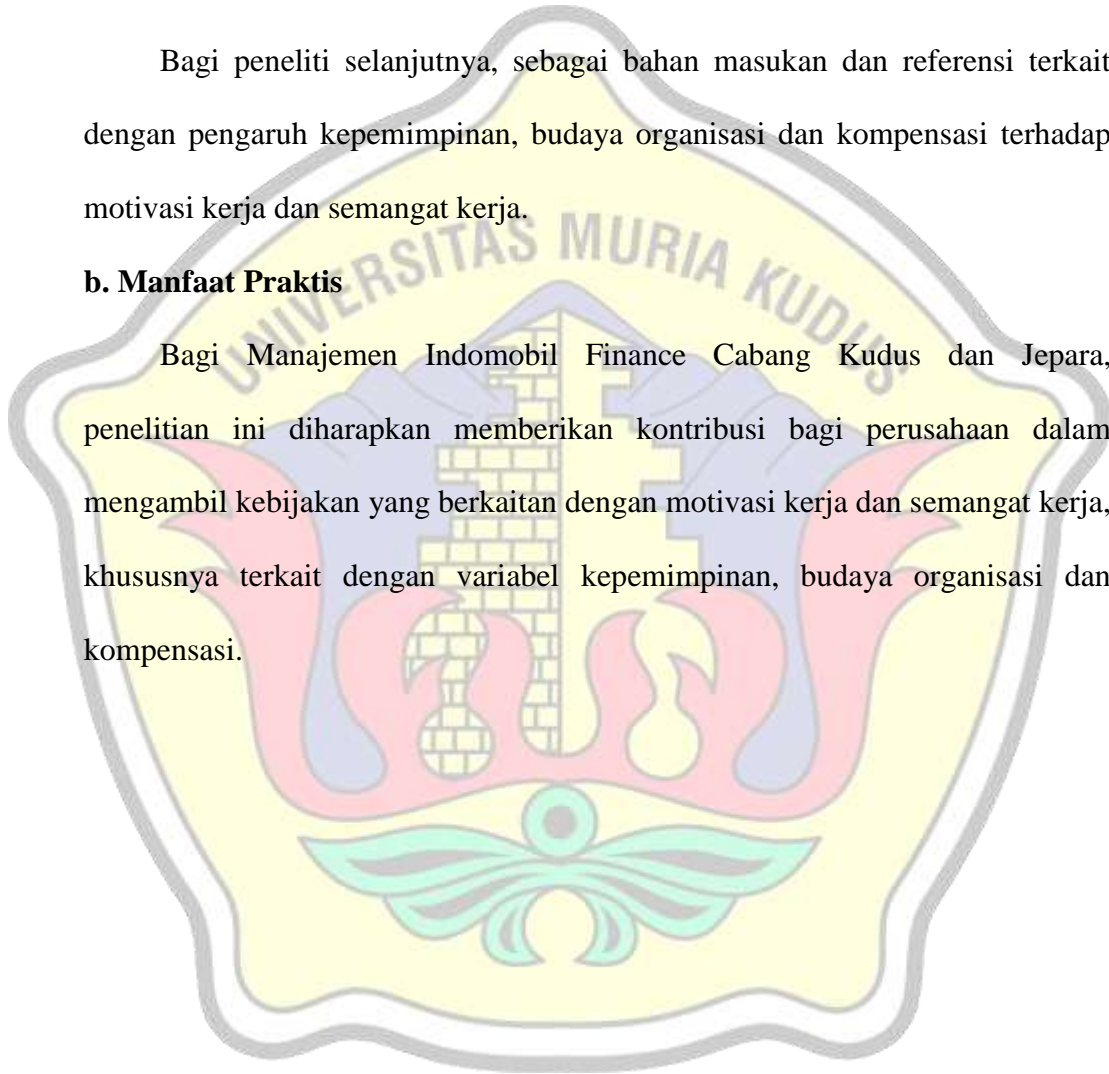 Bagi peneliti selanjutnya, sebagai bahan masukan dan referensi terkait
dengan pengaruh kepemimpinan, budaya organisasi dan kompensasi terhadap
motivasi kerja dan semangat kerja.
UNIVERSITAS MURIA KUDUS
b. Manfaat Praktis
Bagi Manajemen Indomobil Finance Cabang Kudus dan Jepara,
penelitian ini diharapkan memberikan kontribusi bagi perusahaan dalam
mengambil kebijakan yang berkaitan dengan motivasi kerja dan semangat kerja,
khususnya terkait dengan variabel kepemimpinan, budaya organisasi dan
kompensasi.